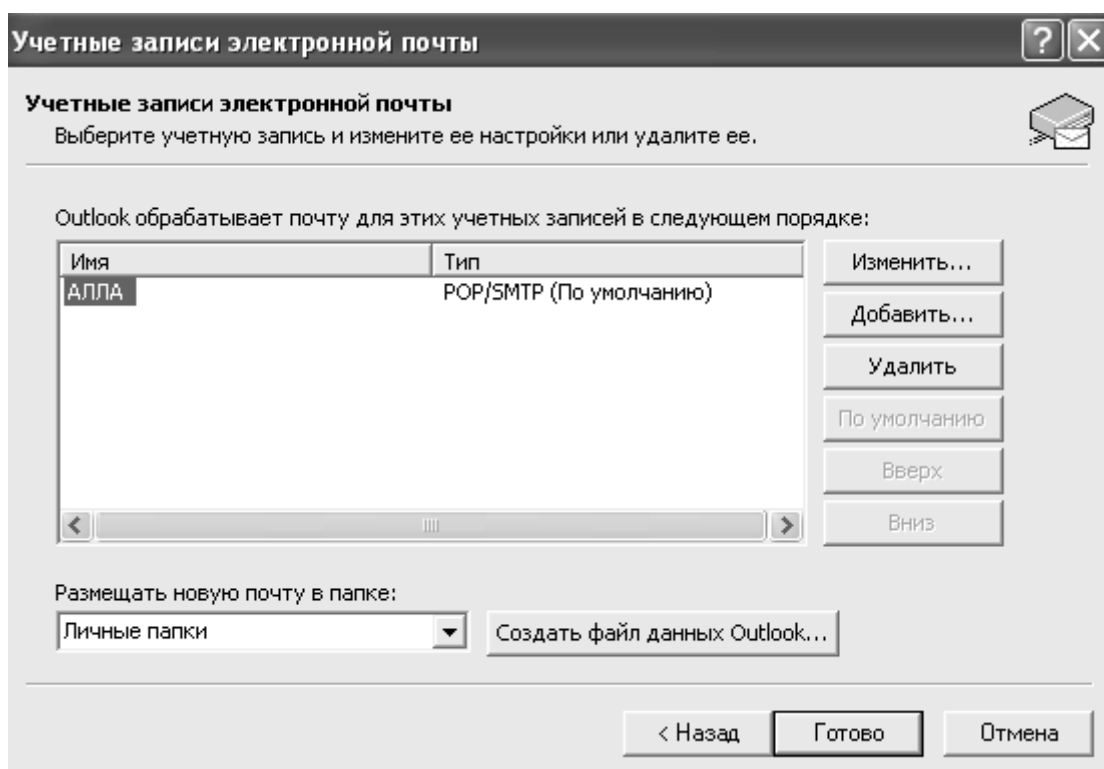 Учетные записи электронной почты
Учетные записи электронной почты
Выберите учетную запись и измените ее настройки или удалите ее.
Outlook обрабатывает почту для этих учетных записей в следующем порядке:
Имя Тип
АЛЛА POP/SMTP (По умолчанию)
Изменить...
Добавить...
Удалить
По умолчанию
Вверх
Вниз
Размещать новую почту в папке:
Личные папки Создать файл данных Outlook...
< Назад Готово Отмена